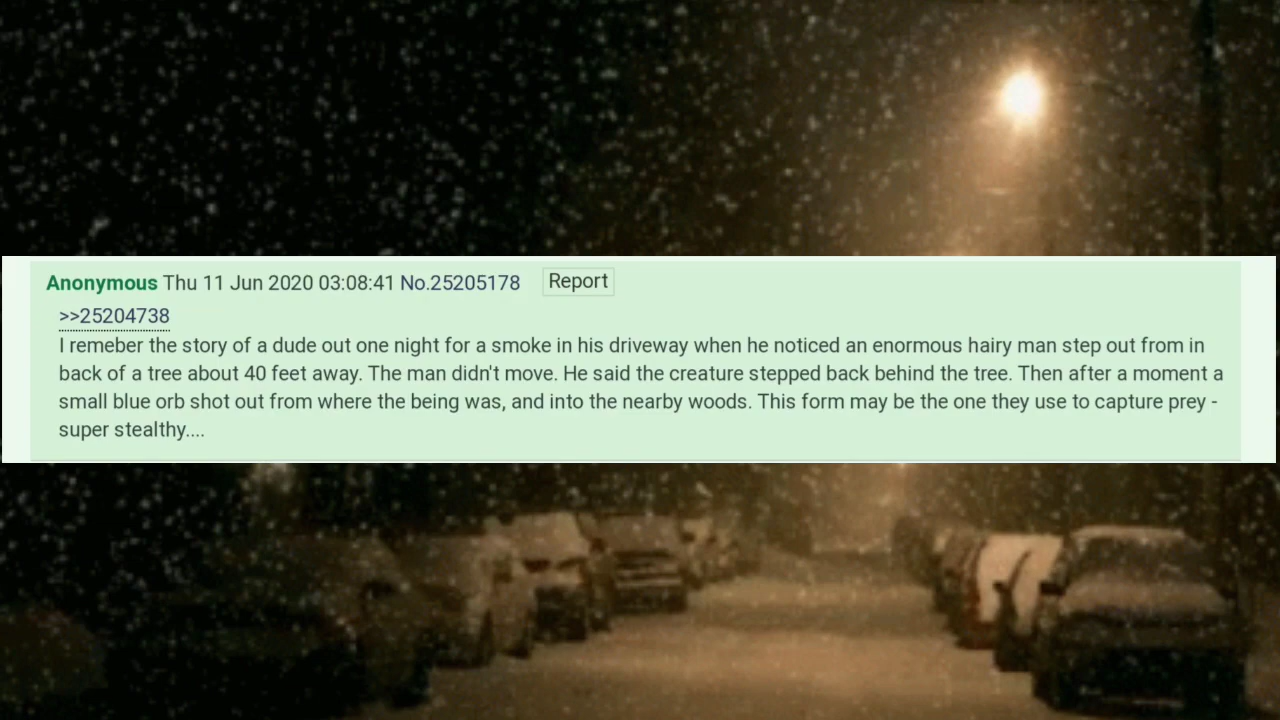 Anonymous Thu 11 Jun 2020 03:08:41 No.25205178 Report
>>25204738
I remeber the story of a dude out one night for a smoke in his driveway when he noticed an enormous hairy man step out from in
back of a tree about 40 feet away. The man didn't move. He said the creature stepped back behind the tree. Then after a moment a
small blue orb shot out from where the being was, and into the nearby woods. This form may be the one they use to capture prey -
super stealthy....